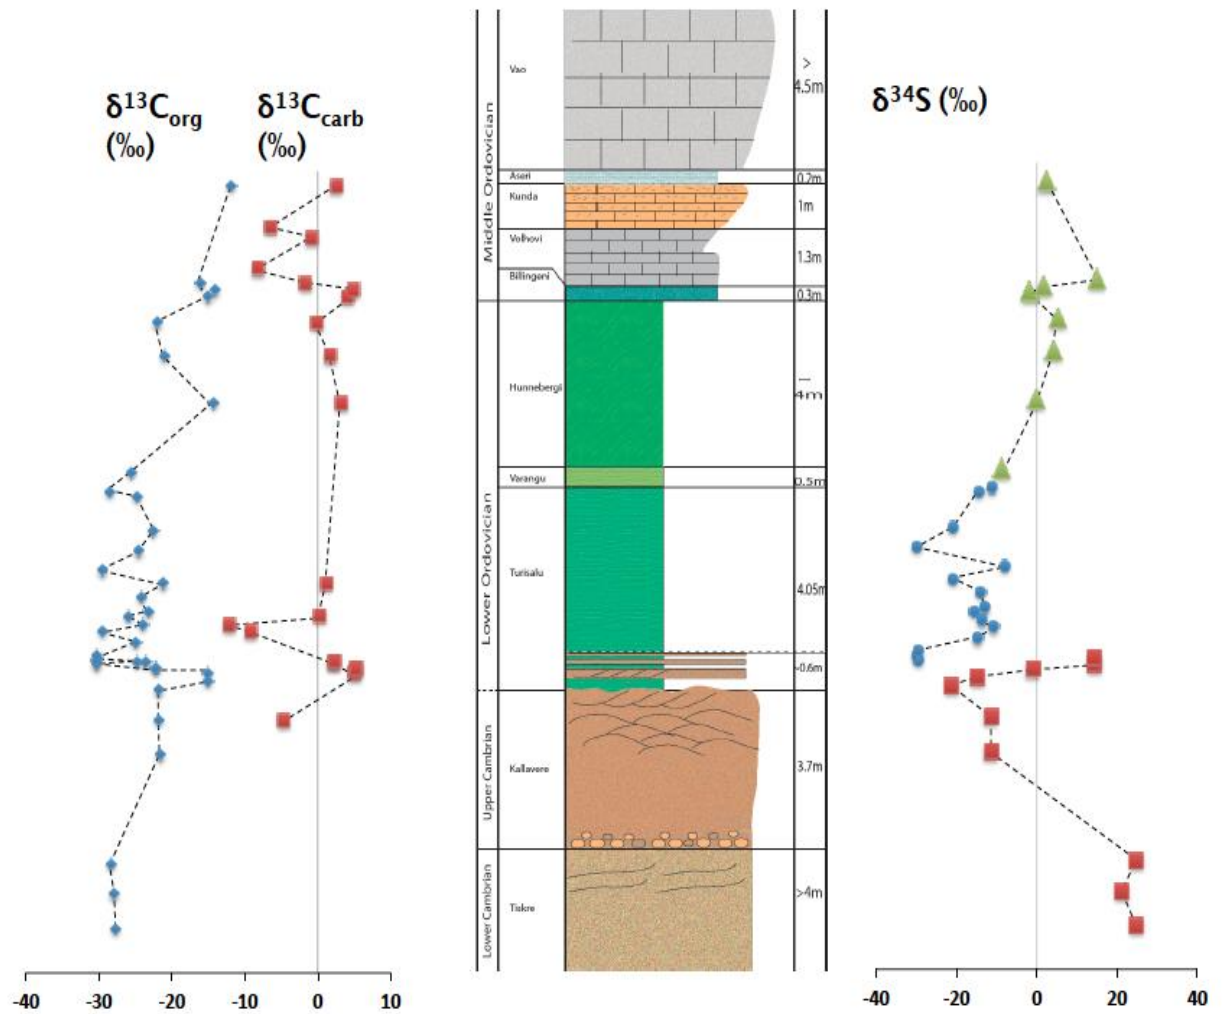 δ13Corg
(‰)
δ13Ccarb
(‰)
δ34S (‰)
Middle Ordovician
Lower Ordovician
Upper Cambrian
Lower Cambrian
Vao
>
4.5m
Aseri
0.2m
Kunda
1m
Volhovi
1.3m
Billingeni
0.3m
Hunnebergi
4m
Varangu
0.5m
Turisalu
4.05m
~0.6m
Kallavere
3.7m
Tiskre
>4m
-40 -30 -20 -10 0 10
-40 -20 0 20 40